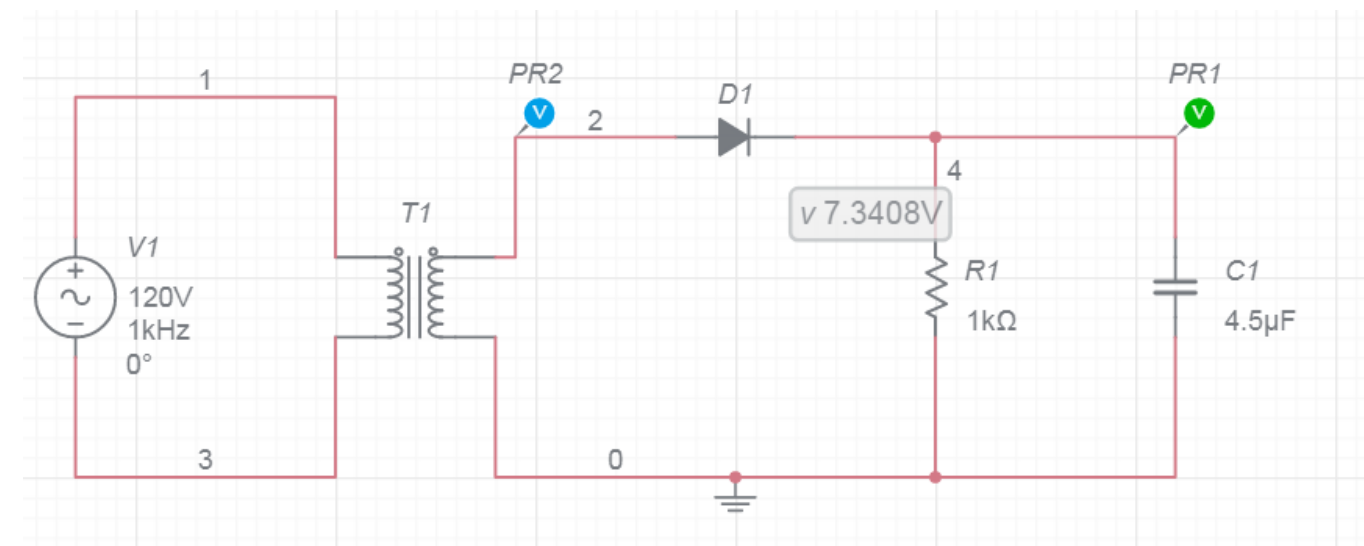 1
PR2
V
2
D1
PR1
V
4
v 7.3408V
T1
V1
120V
1kHz
0°
R1
1kΩ
C1
4.5µF
3
0